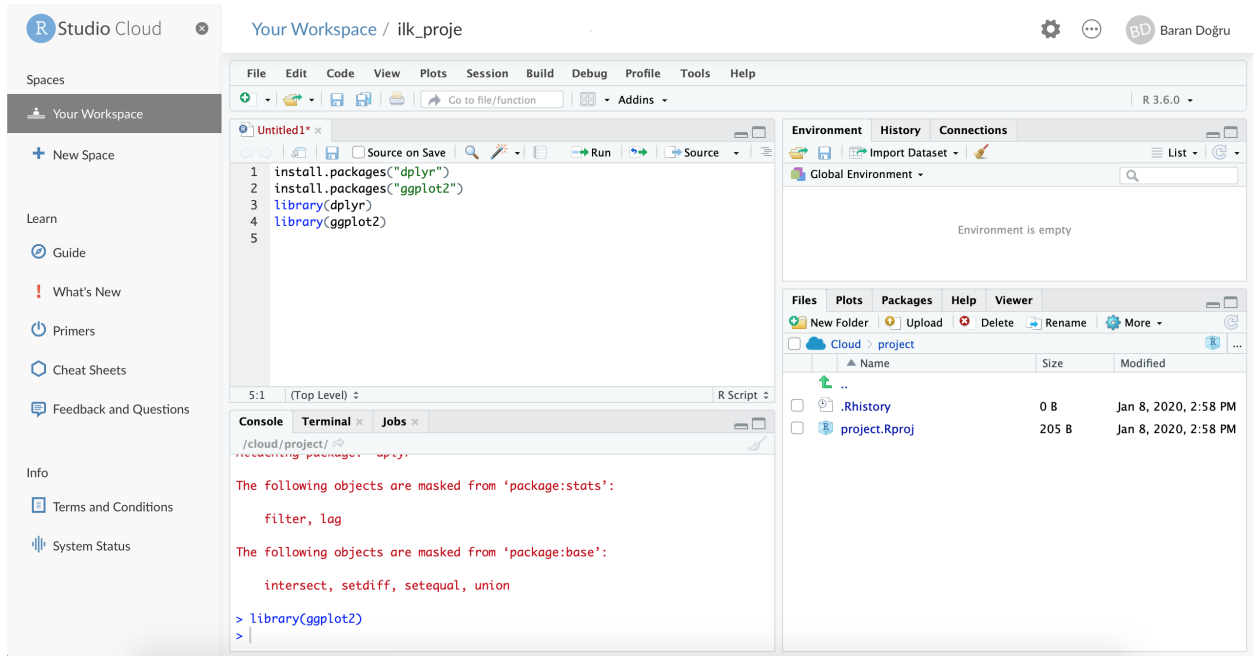 R Studio Cloud
Your Workspace / ilk_proje
BD Baran Doğru
Spaces
Your Workspace
New Space
Learn
Guide
What's New
Primers
Cheat Sheets
Feedback and Questions
Info
Terms and Conditions
System Status
File Edit Code View Plots Session Build Debug Profile Tools Help
Go to file/function Addins R 3.6.0
Untitled1*
Source on Save Run Source
1 install.packages("dplyr")
2 install.packages("ggplot2")
3 library(dplyr)
4 library(ggplot2)
5
5:1 (Top Level) R Script
Console Terminal Jobs
/cloud/project/
Attaching package: ‘dplyr’
The following objects are masked from ‘package:stats’:
filter, lag
The following objects are masked from ‘package:base’:
intersect, setdiff, setequal, union
> library(ggplot2)
>
Environment History Connections
Import Dataset List
Global Environment
Environment is empty
Files Plots Packages Help Viewer
New Folder Upload Delete Rename More
Cloud > project R ...
Name Size Modified
..
.Rhistory 0 B Jan 8, 2020, 2:58 PM
project.Rproj 205 B Jan 8, 2020, 2:58 PM